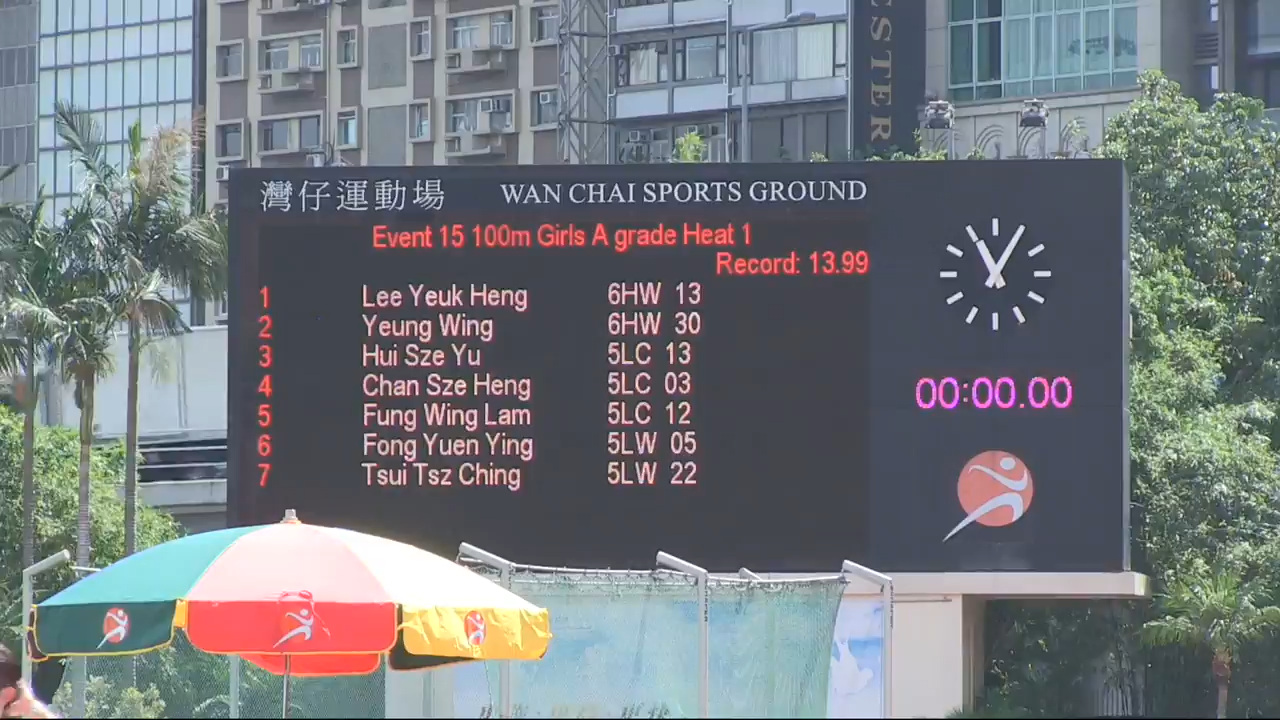 ESTER
灣仔運動場 WAN CHAI SPORTS GROUND
Event 15 100m Girls A grade Heat 1
Record: 13.99
1 Lee Yeuk Heng 6HW 13
2 Yeung Wing 6HW 30
3 Hui Sze Yu 5LC 13
4 Chan Sze Heng 5LC 03
5 Fung Wing Lam 5LC 12
6 Fong Yuen Ying 5LW 05
7 Tsui Tsz Ching 5LW 22
00:00.00